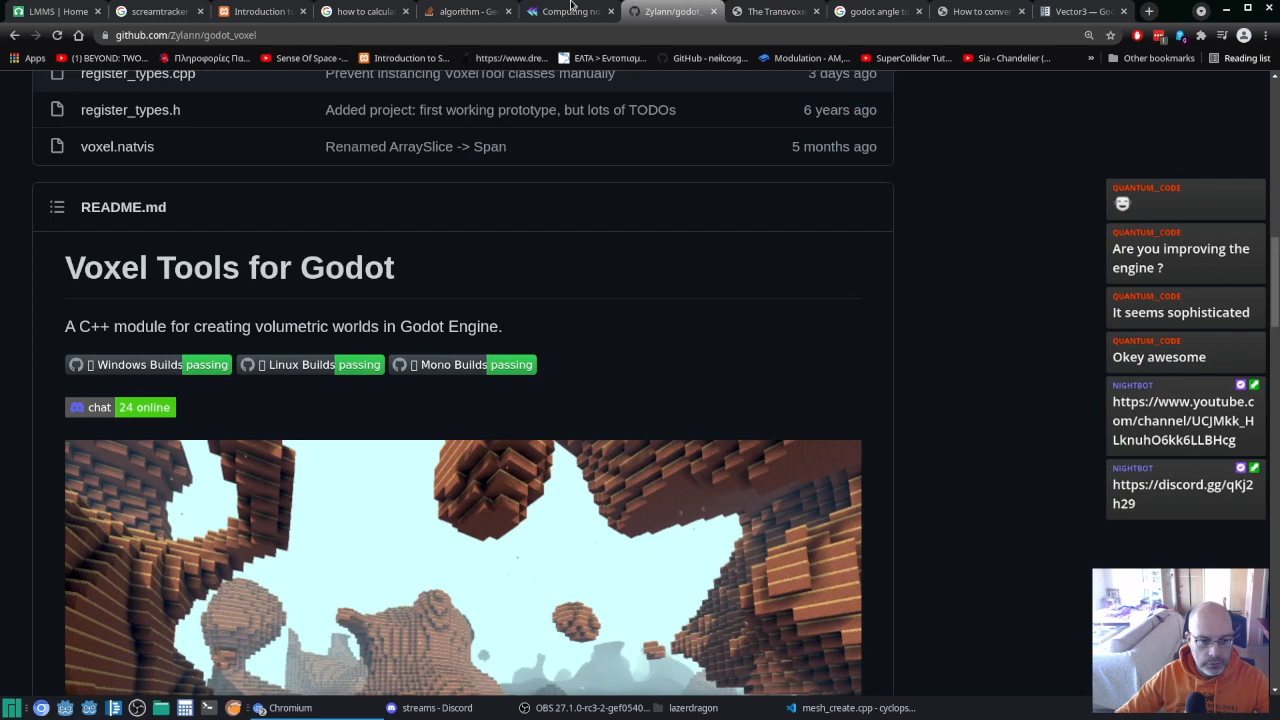 LMMS | Home
screamtracker
Introduction to
how to calcula
algorithm - Ge
Computing no
Zylann/godot_
The Transvoxe
godot angle to
How to conver
Vector3 — Go
github.com/Zylann/godot_voxel
Apps
(1) BEYOND: TWO...
Πληροφορίες Πα...
Sense Of Space -...
Introduction to S...
https://www.dre...
ΕΛΤΑ > Εντοπισμ...
GitHub - neilcosg...
Modulation - AM,...
SuperCollider Tut...
Sia - Chandelier (...
»
Other bookmarks
Reading list
register_types.cpp
Prevent instancing VoxelTool classes manually
3 days ago
register_types.h
Added project: first working prototype, but lots of TODOs
6 years ago
voxel.natvis
Renamed ArraySlice -> Span
5 months ago
README.md
Voxel Tools for Godot
A C++ module for creating volumetric worlds in Godot Engine.
Windows Builds passing
Linux Builds passing
Mono Builds passing
chat 24 online
QUANTUM_CODE
QUANTUM_CODE
Are you improving the
engine ?
QUANTUM_CODE
It seems sophisticated
QUANTUM_CODE
Okey awesome
NIGHTBOT
https://www.youtube.c
om/channel/UCJMkk_H
LknuhO6kk6LLBHcg
NIGHTBOT
https://discord.gg/qKj2
h29
Chromium
streams - Discord
OBS 27.1.0-rc3-2-gef0540...
lazerdragon
mesh_create.cpp - cyclops...